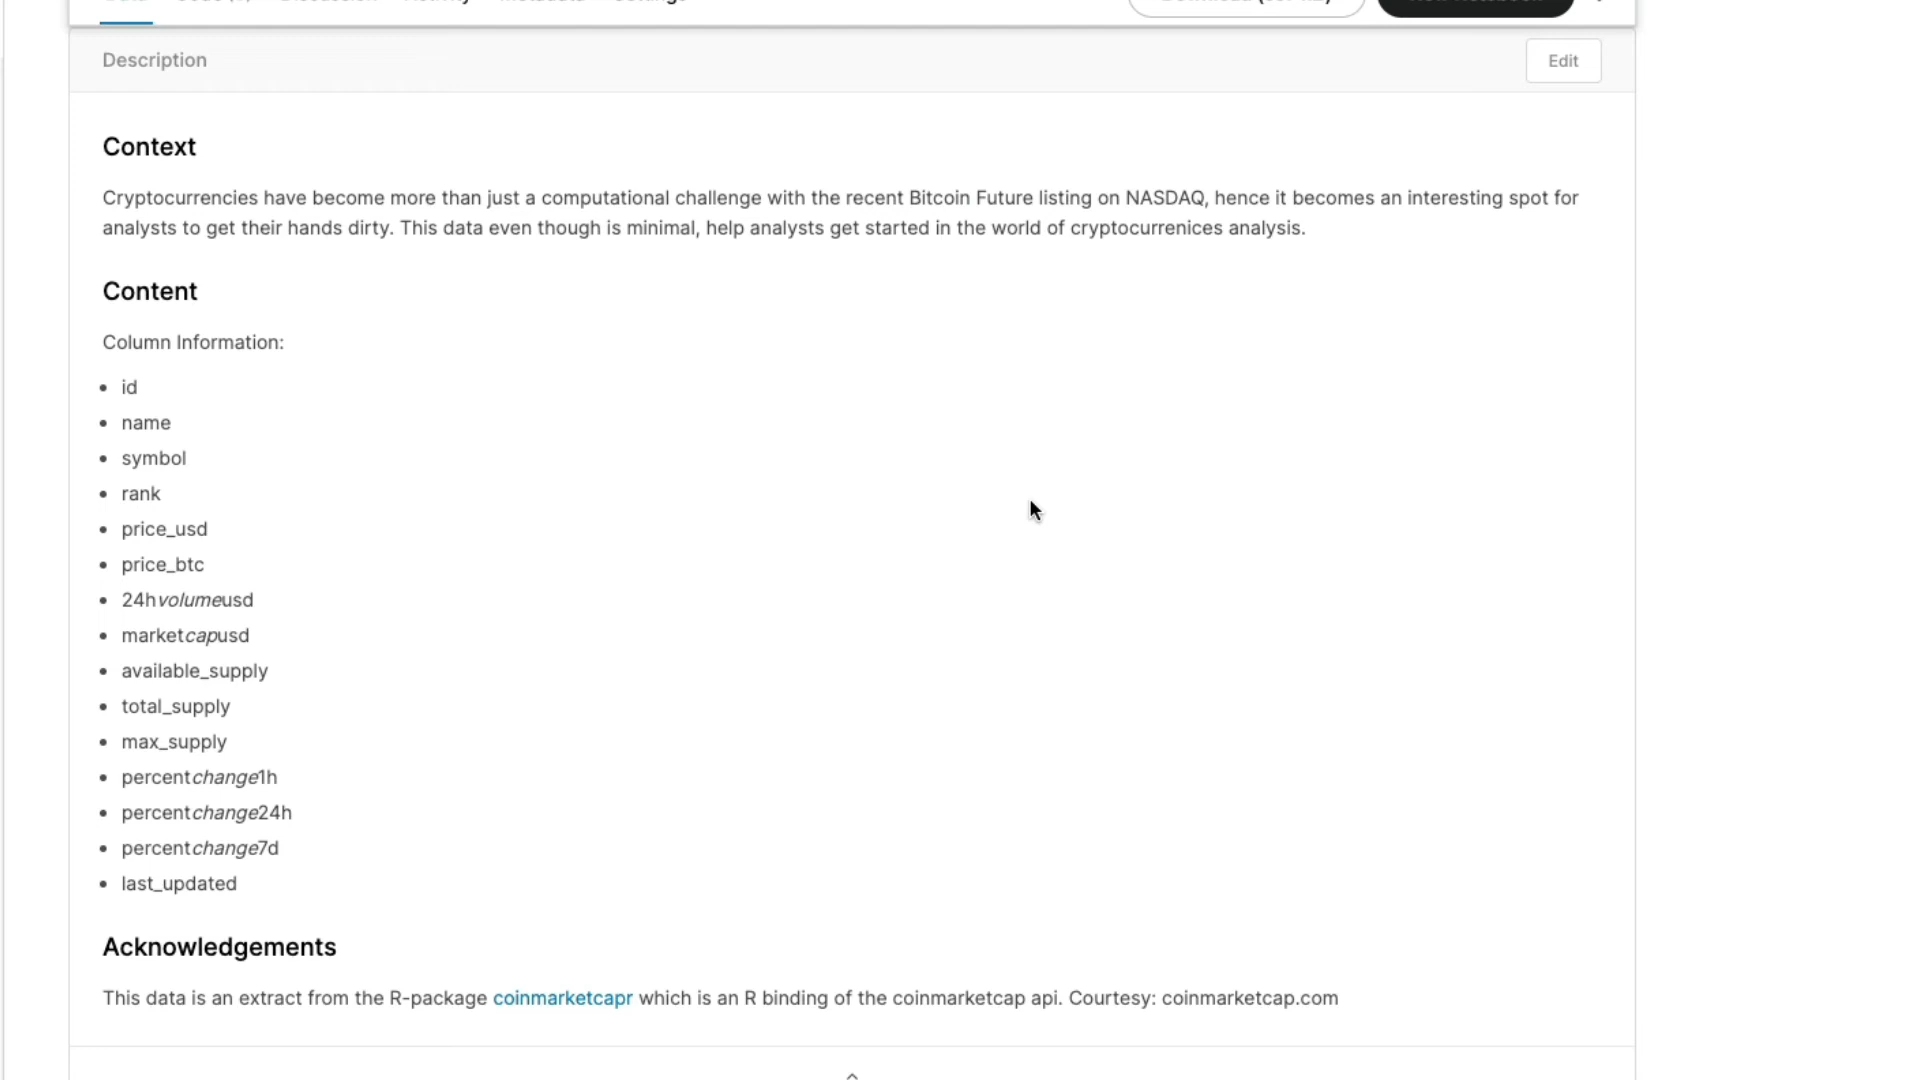 Description
Edit
Context
Cryptocurrencies have become more than just a computational challenge with the recent Bitcoin Future listing on NASDAQ, hence it becomes an interesting spot for
analysts to get their hands dirty. This data even though is minimal, help analysts get started in the world of cryptocurrenices analysis.
Content
Column Information:
• id
• name
• symbol
• rank
• price_usd
• price_btc
• 24hvolumeusd
• marketcapusd
• available_supply
• total_supply
• max_supply
• percentchange1h
• percentchange24h
• percentchange7d
• last_updated
Acknowledgements
This data is an extract from the R-package coinmarketcapr which is an R binding of the coinmarketcap api. Courtesy: coinmarketcap.com